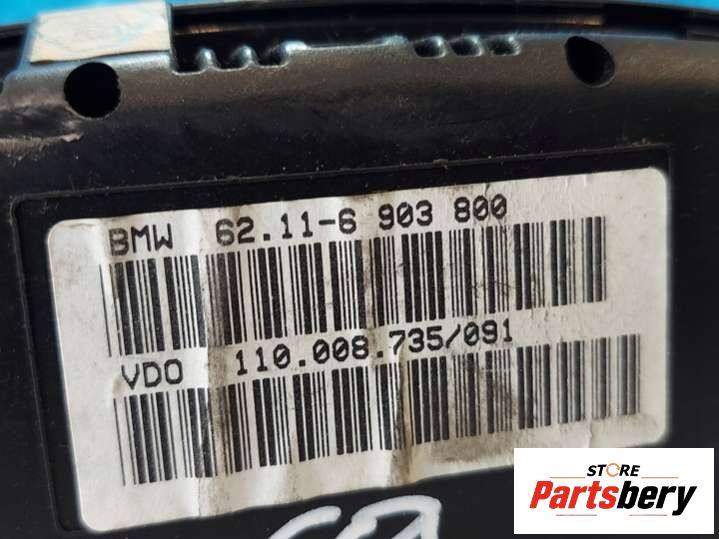 BMW 62.11-6 903 800
VDO 110.008.735/091
STORE
Partsbery